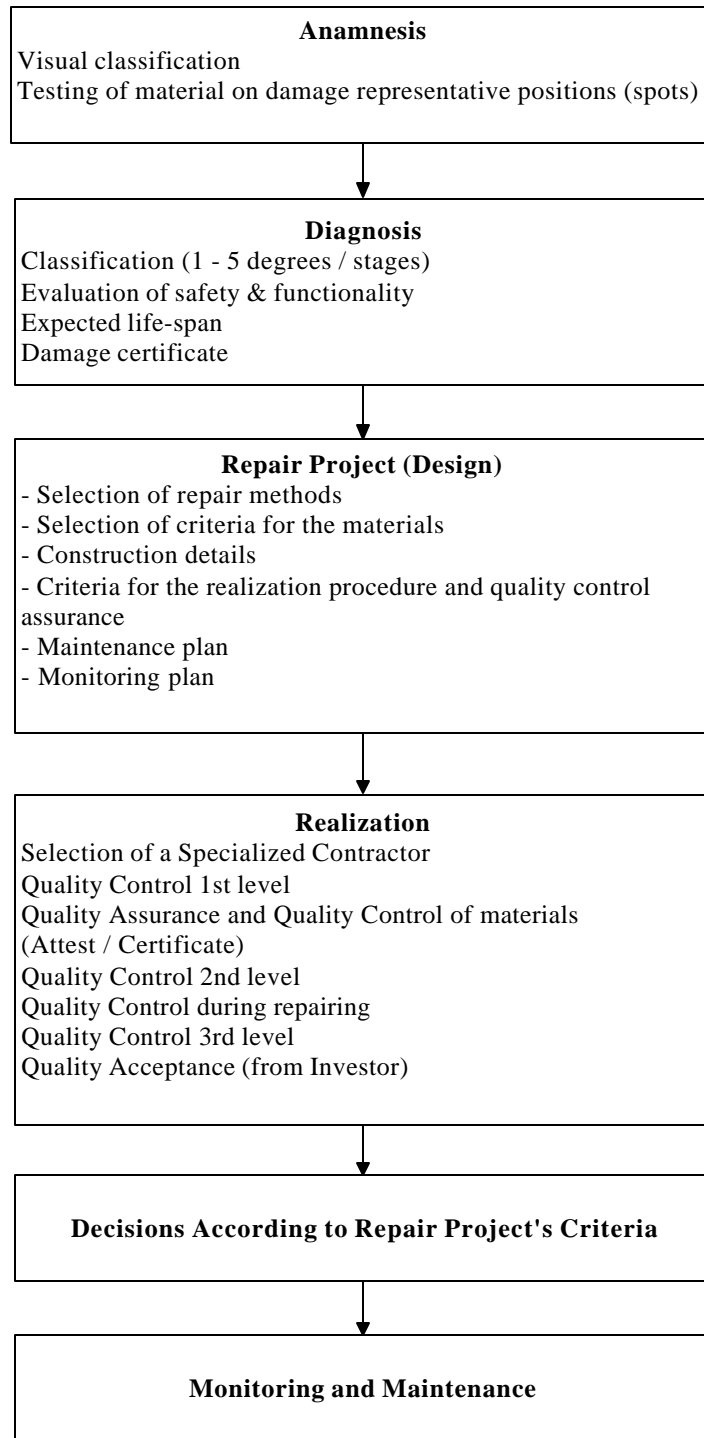 Anamnesis
Visual classification
Testing of material on damage representative positions (spots)
Diagnosis
Classification (1 - 5 degrees / stages)
Evaluation of safety & functionality
Expected life-span
Damage certificate
Repair Project (Design)
- Selection of repair methods
- Selection of criteria for the materials
- Construction details
- Criteria for the realization procedure and quality control
assurance
- Maintenance plan
- Monitoring plan
Realization
Selection of a Specialized Contractor
Quality Control 1st level
Quality Assurance and Quality Control of materials
(Attest / Certificate)
Quality Control 2nd level
Quality Control during repairing
Quality Control 3rd level
Quality Acceptance (from Investor)
Decisions According to Repair Project's Criteria
Monitoring and Maintenance